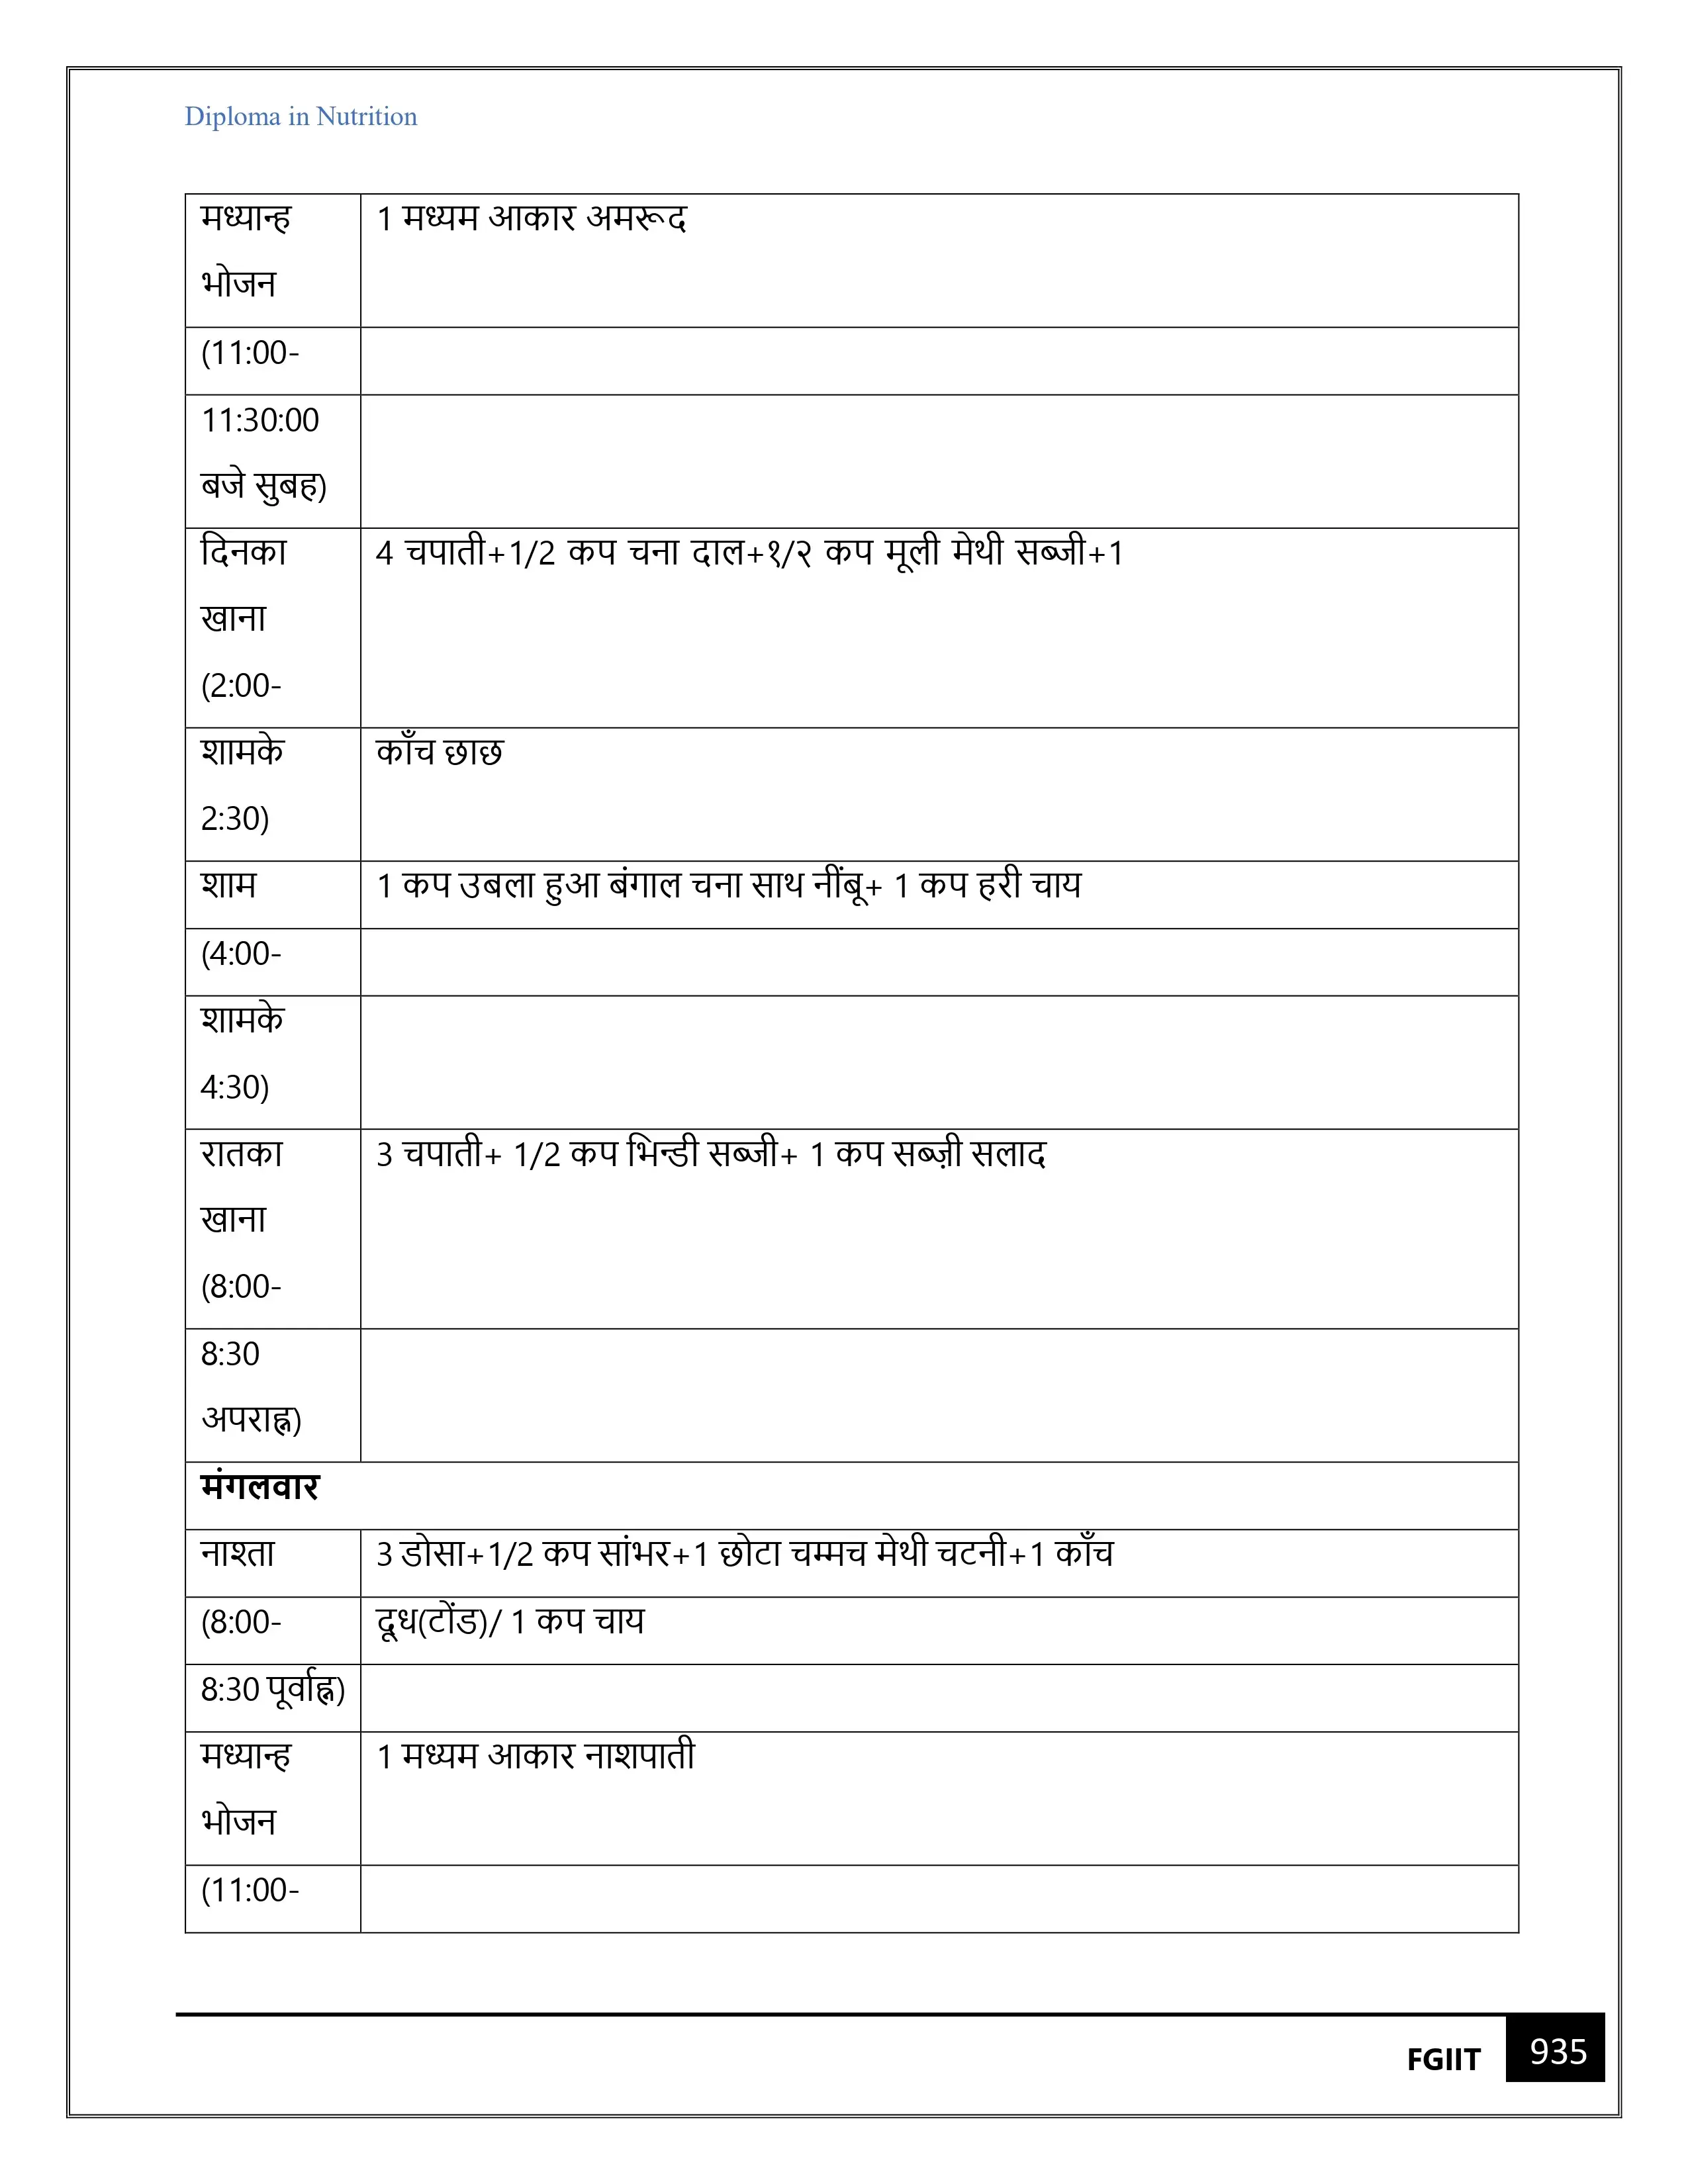 Diploma in Nutrition
मध्यान्ह 1 मध्यम आकार अमरूद
भोजन
(11:00-
11:30:00
बजे सुबह)
दिनका 4 चपाती+1/2 कप चना दाल+१/२ कप मूली मेथी सब्जी+1
खाना
(2:00-
शामके काँच छाछ
2:30)
शाम 1 कप उबला हुआ बंगाल चना साथ नींबू+ 1 कप हरी चाय
(4:00-
शामके
4:30)
रातका 3 चपाती+ 1/2 कप भिन्डी सब्जी+ 1 कप सब्ज़ी सलाद
खाना
(8:00-
8:30
अपराह्न)
मंगलवार
नाश्ता 3 डोसा+1/2 कप सांभर+1 छोटा चम्मच मेथी चटनी+1 काँच
(8:00- दूध(टोंड)/ 1 कप चाय
8:30 पूर्वाह्न)
मध्यान्ह 1 मध्यम आकार नाशपाती
भोजन
(11:00-
FGIIT 935